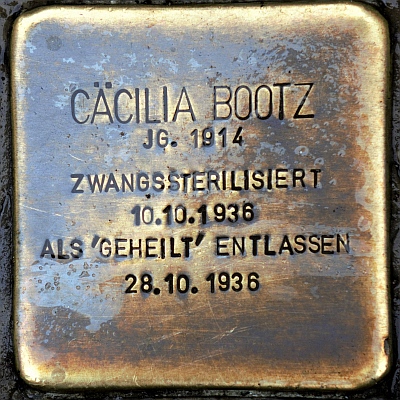 CÄCILIA BOOTZ
JG. 1914
ZWANGSSTERILISIERT
10.10.1936
ALS 'GEHEILT' ENTLASSEN
28.10.1936